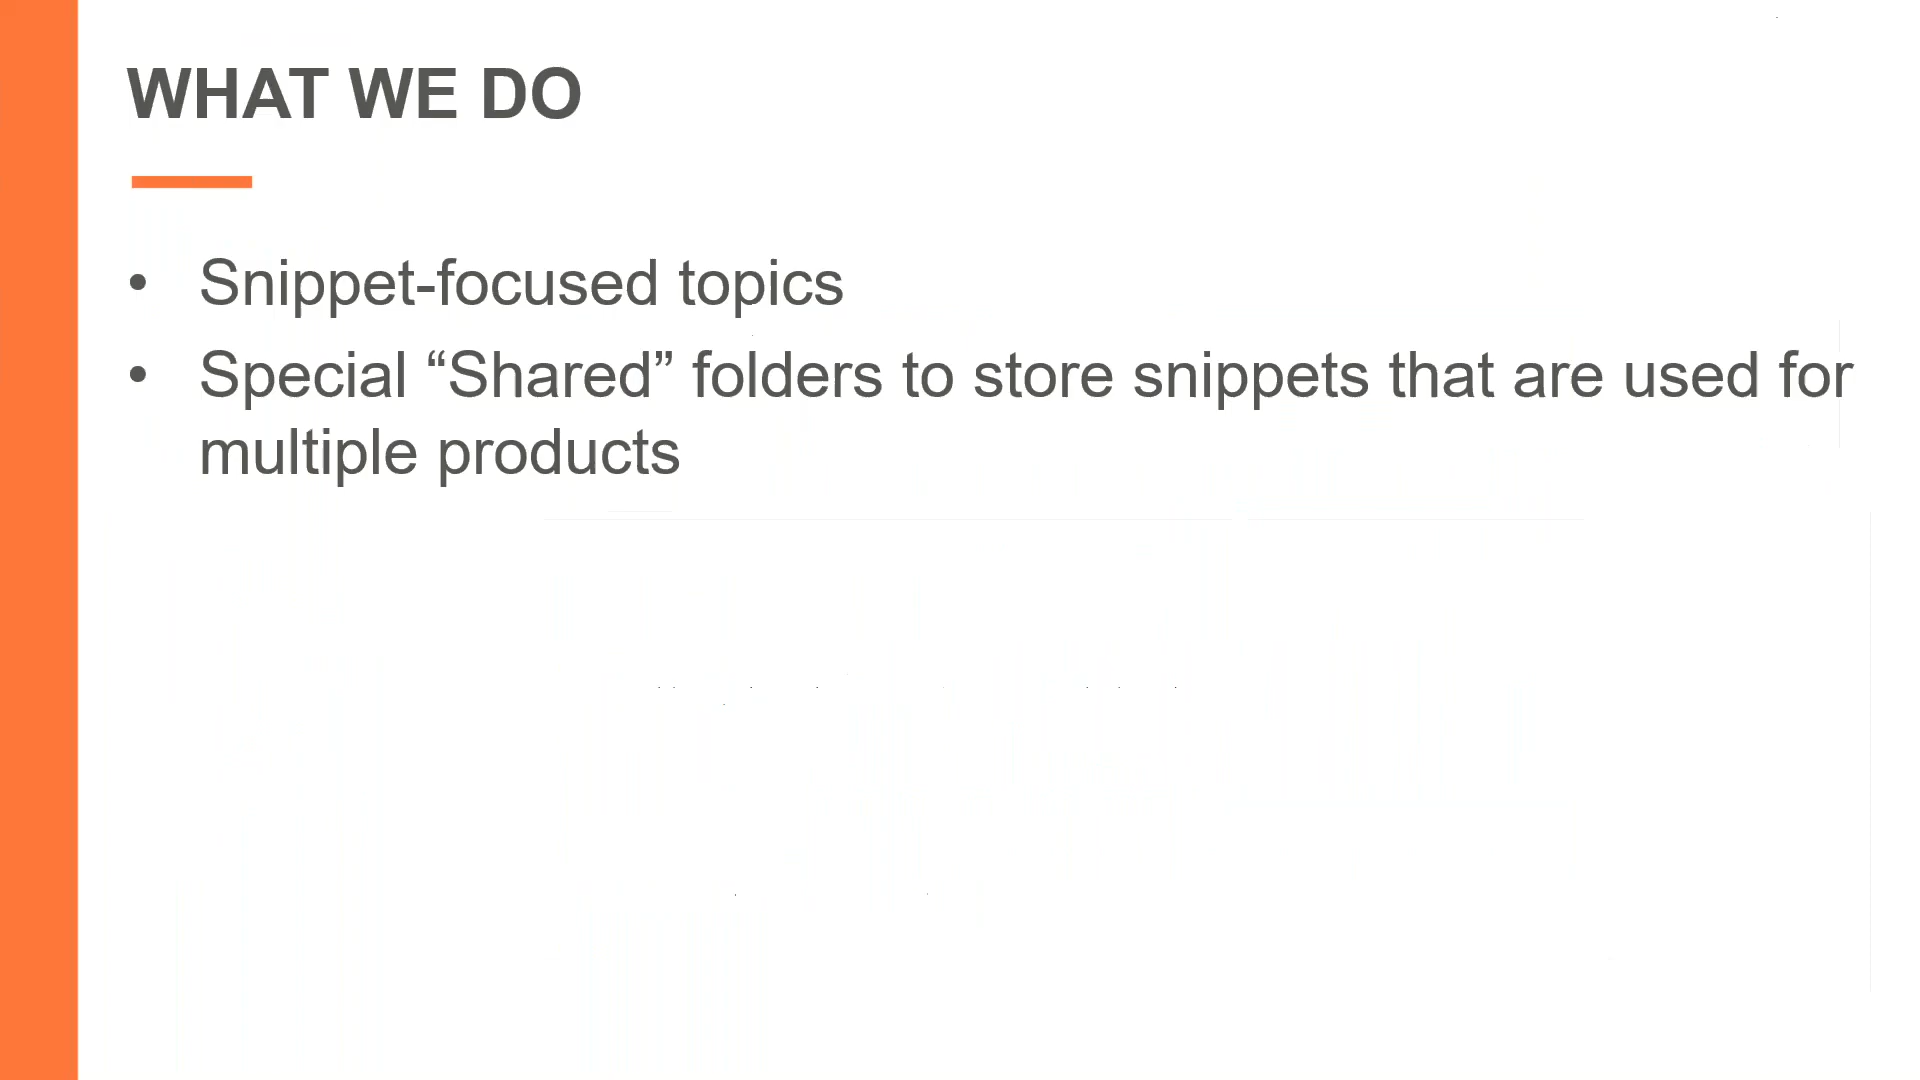 WHAT WE DO
• Snippet-focused topics
• Special “Shared” folders to store snippets that are used for
multiple products